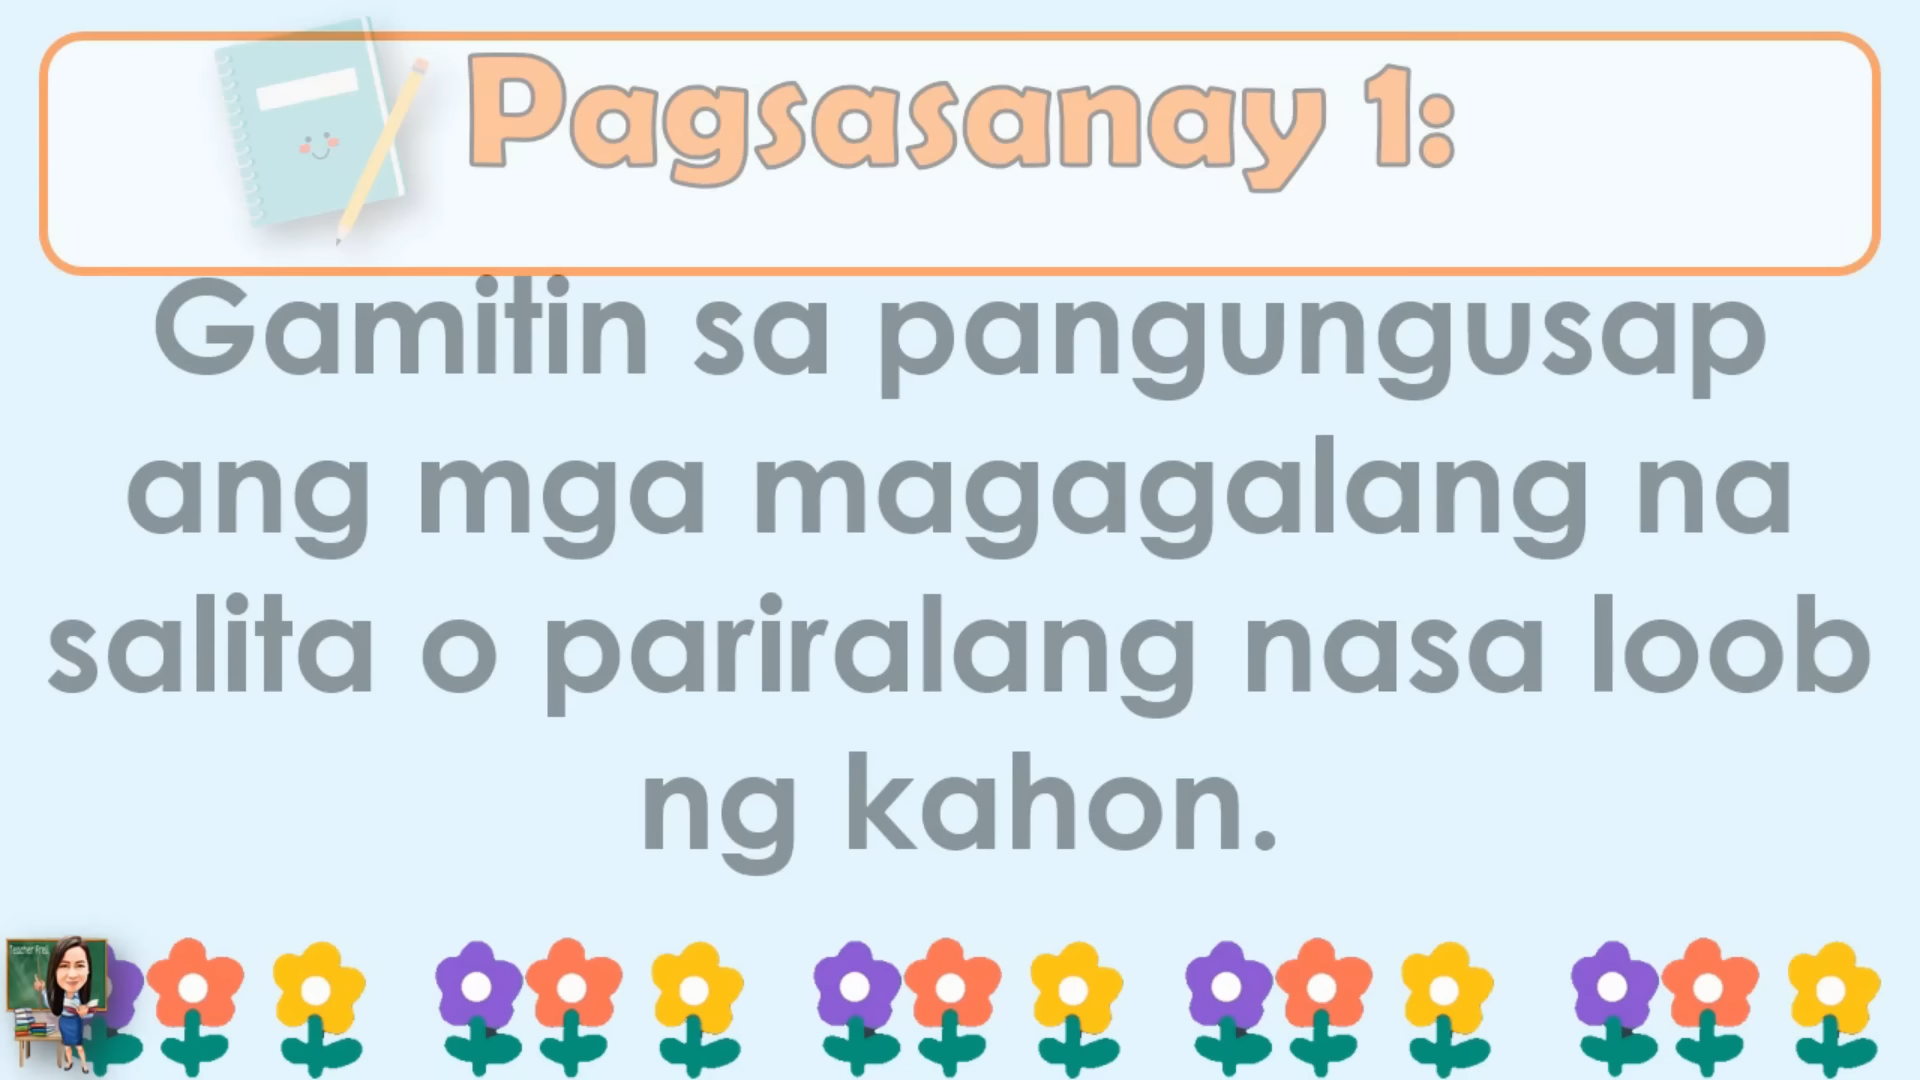 Pagsasanay 1:
Gamitin sa pangungusap
ang mga magagalang na
salita o pariralang nasa loob
ng kahon.